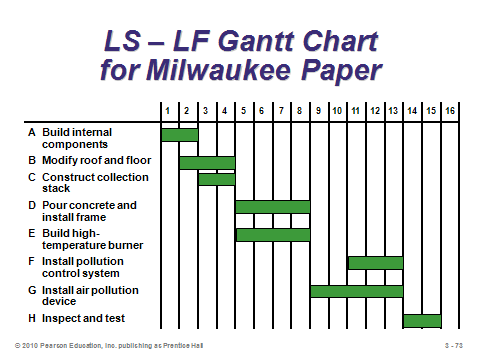 LS – LF Gantt Chart
for Milwaukee Paper
1 2 3 4 5 6 7 8 9 10 11 12 13 14 15 16
A Build internal
components
B Modify roof and floor
C Construct collection
stack
D Pour concrete and
install frame
E Build high-
temperature burner
F Install pollution
control system
G Install air pollution
device
H Inspect and test
© 2010 Pearson Education, Inc. publishing as Prentice Hall
3 - 73